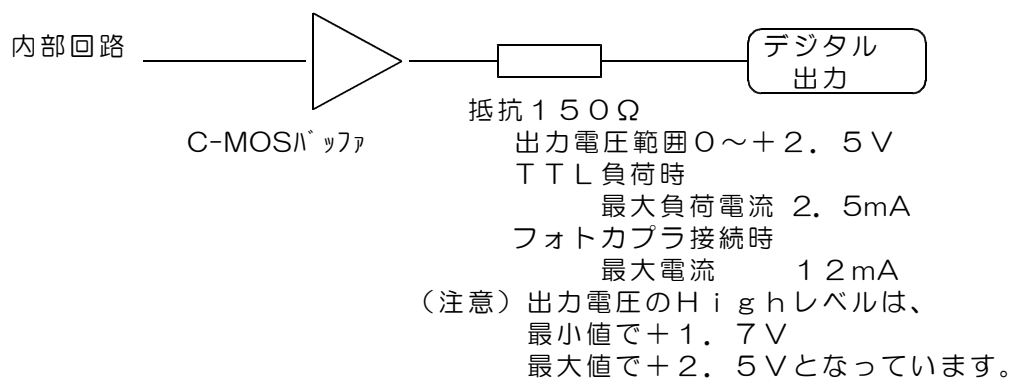 内部回路
デジタル
出力
抵抗１５０Ω
C-MOSﾊﾞｯﾌｧ
出力電圧範囲０～＋２．５Ｖ
ＴＴＬ負荷時
最大負荷電流 ２．５mA
フォトカプラ接続時
最大電流　　１２mA
（注意）出力電圧のＨｉｇｈレベルは、
最小値で＋１．７Ｖ
最大値で＋２．５Ｖとなっています。